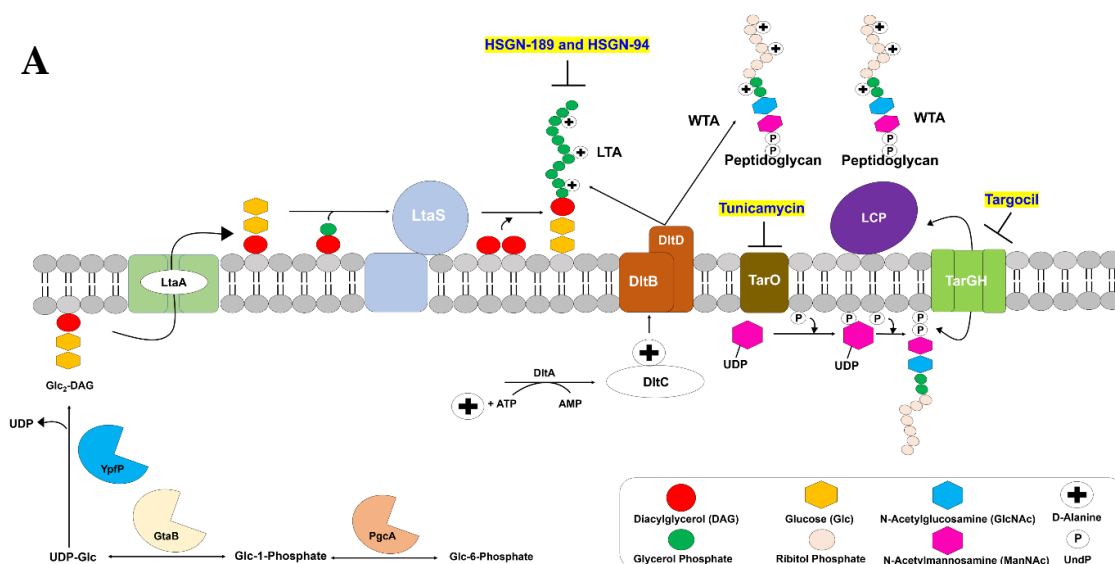 A
HSGN-189 and HSGN-94
LTA
WTA
P
P
Peptidoglycan
WTA
P
P
Peptidoglycan
Tunicamycin
Targocil
LtaS
LCP
DltD
DltB
LtaA
TarO
TarGH
Glc2-DAG
UDP
YpfP
GtaB
PgcA
UDP-Glc
Glc-1-Phosphate
Glc-6-Phosphate
DltA
+ ATP
AMP
DltC
P
P
P
P
P
UDP
UDP
Diacylglycerol (DAG)
Glucose (Glc)
N-Acetylglucosamine (GlcNAc)
D-Alanine
Glycerol Phosphate
Ribitol Phosphate
N-Acetylmannosamine (ManNAc)
P
UndP